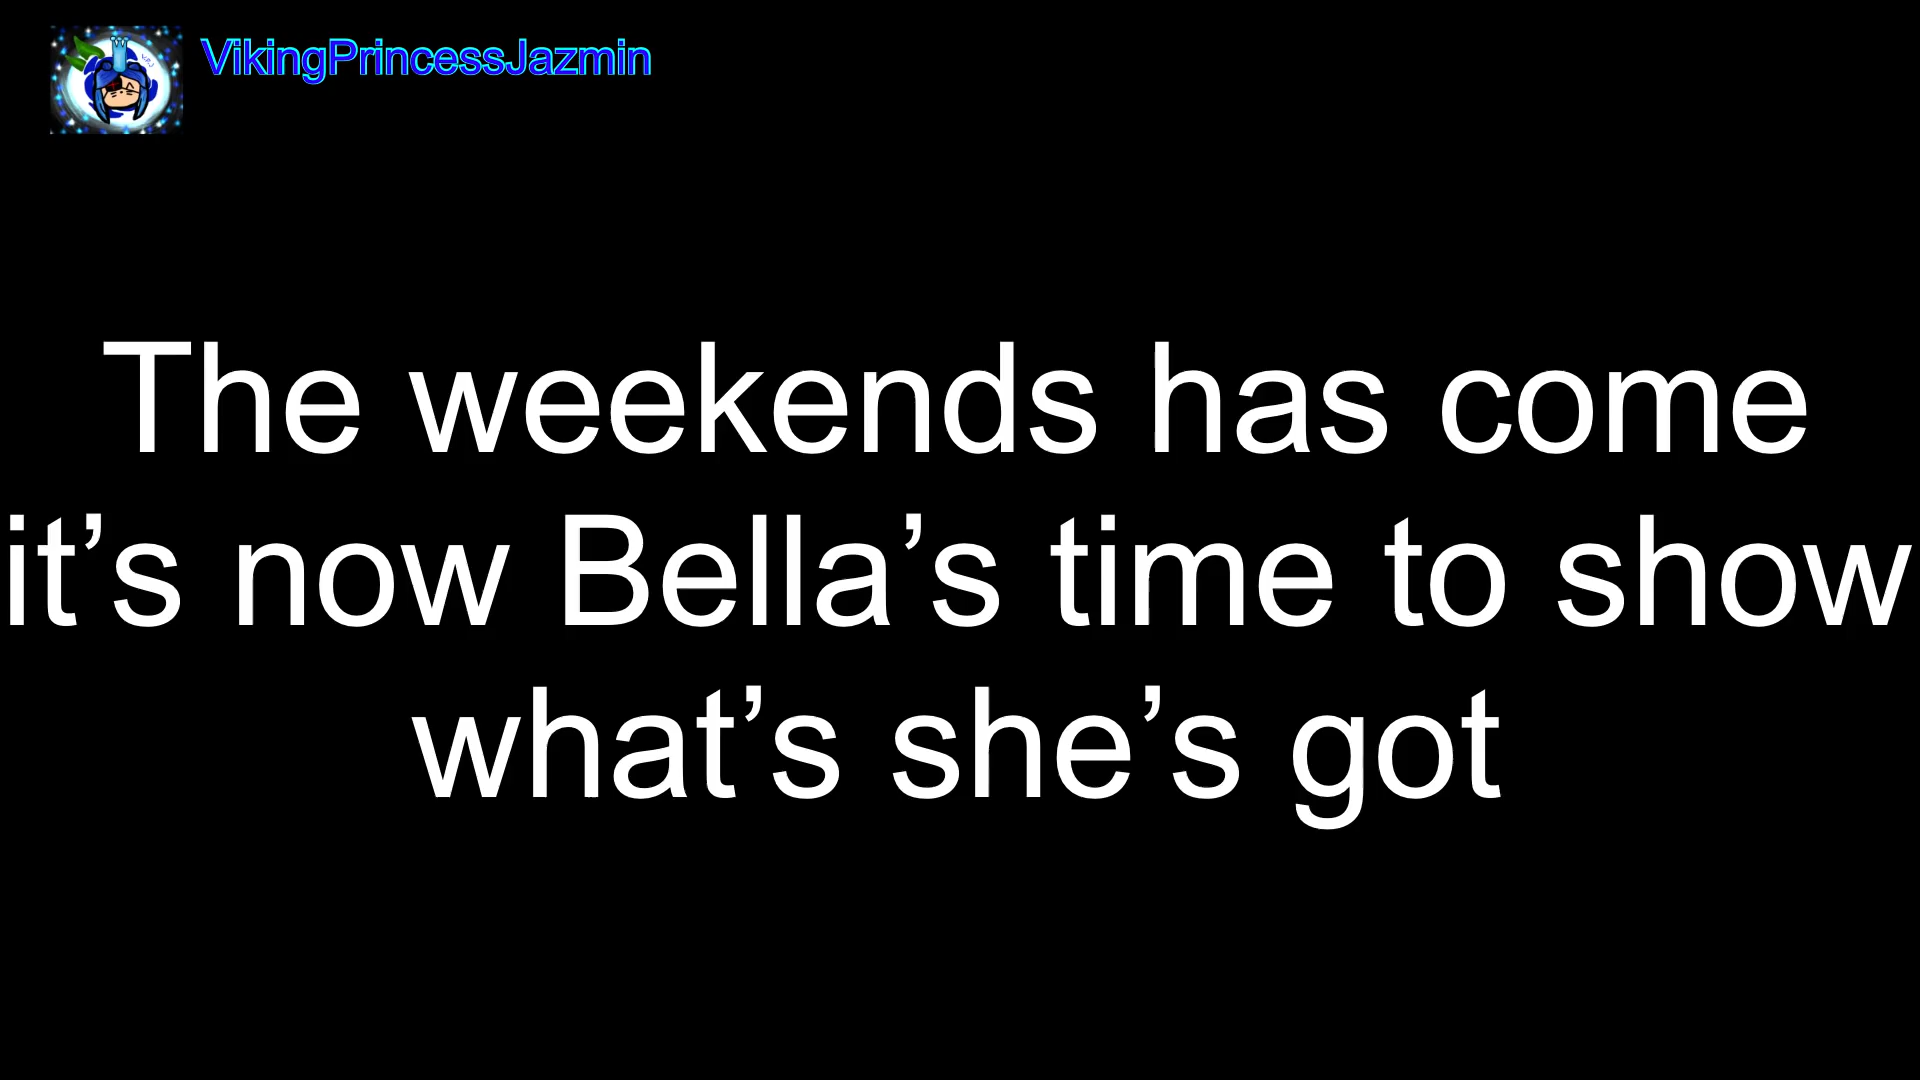 VikingPrincessJazmin
The weekends has come
it’s now Bella’s time to show
what’s she’s got